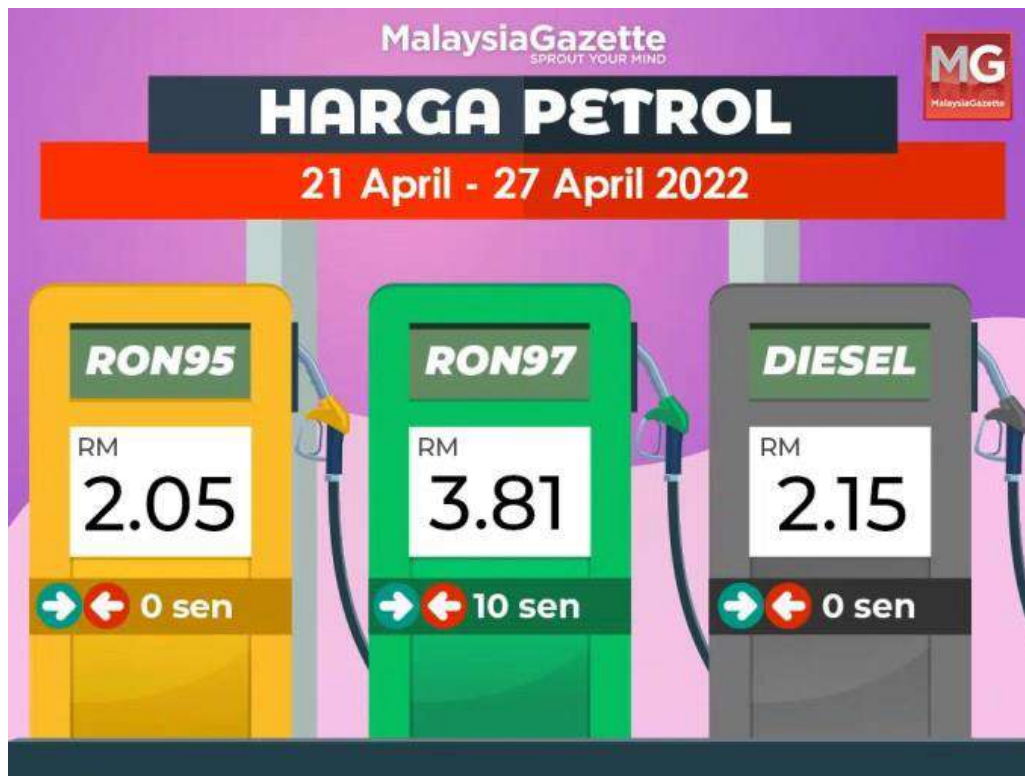 MalaysiaGazette
SPROUT YOUR MIND
MG
MalaysiaGazette
HARGA PETROL
21 April - 27 April 2022
RON95
RM
2.05
0 sen
RON97
RM
3.81
10 sen
DIESEL
RM
2.15
0 sen